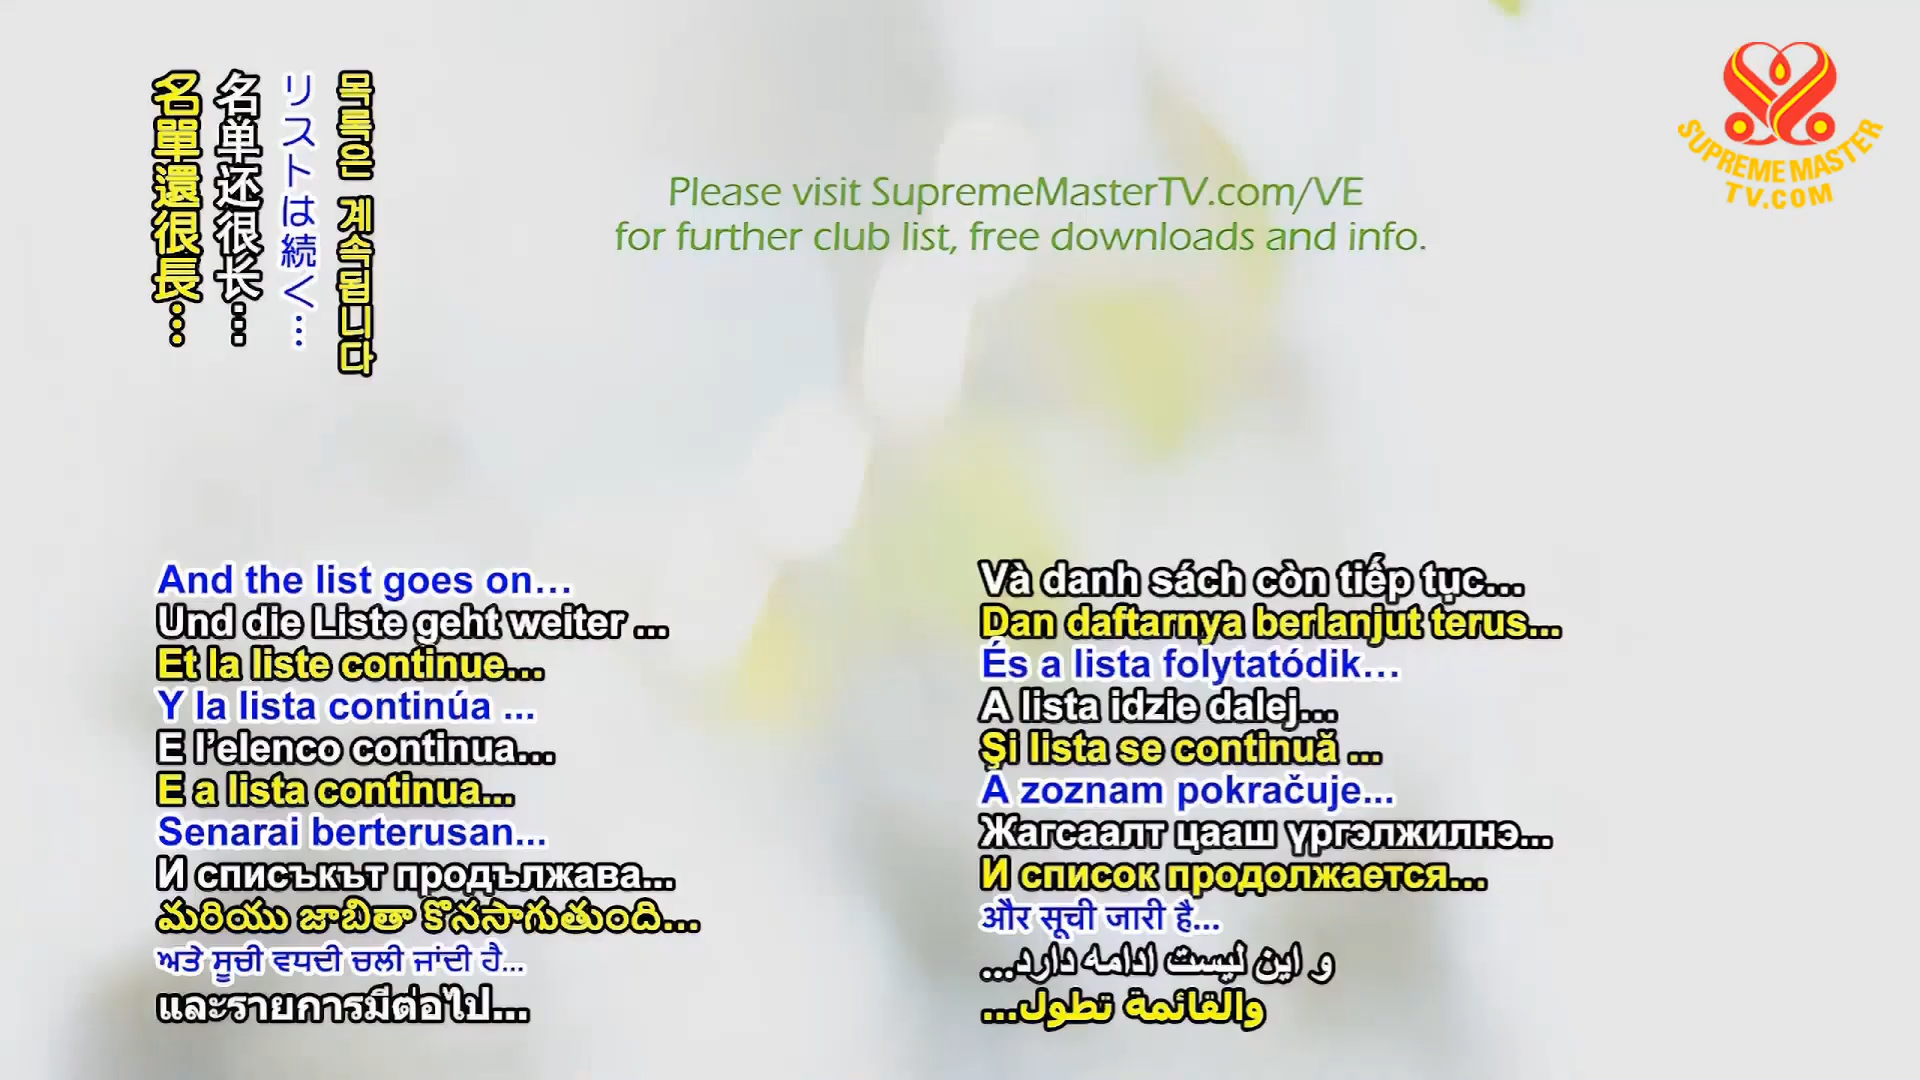 名單還很長…
名单还很长…
リストは続く…
목록은 계속됩니다
Please visit SupremeMasterTV.com/VE
for further club list, free downloads and info.
SUPREME MASTER
TV.COM
And the list goes on…
Und die Liste geht weiter ...
Et la liste continue...
Y la lista continúa ...
E l’elenco continua...
E a lista continua...
Senarai berterusan...
И списъкът продължава...
మరియు జాబితా కొనసాగుతుంది...
ਅਤੇ ਸੂਚੀ ਵਧਦੀ ਚਲੀ ਜਾਂਦੀ ਹੈ...
และรายการมีต่อไป...
Và danh sách còn tiếp tục...
Dan daftarnya berlanjut terus...
És a lista folytatódik…
A lista idzie dalej...
Şi lista se continuă ...
A zoznam pokračuje...
Жагсаалт цааш үргэлжилнэ...
И список продолжается...
और सूची जारी है...
و این لیست ادامه دارد...
والقائمة تطول...